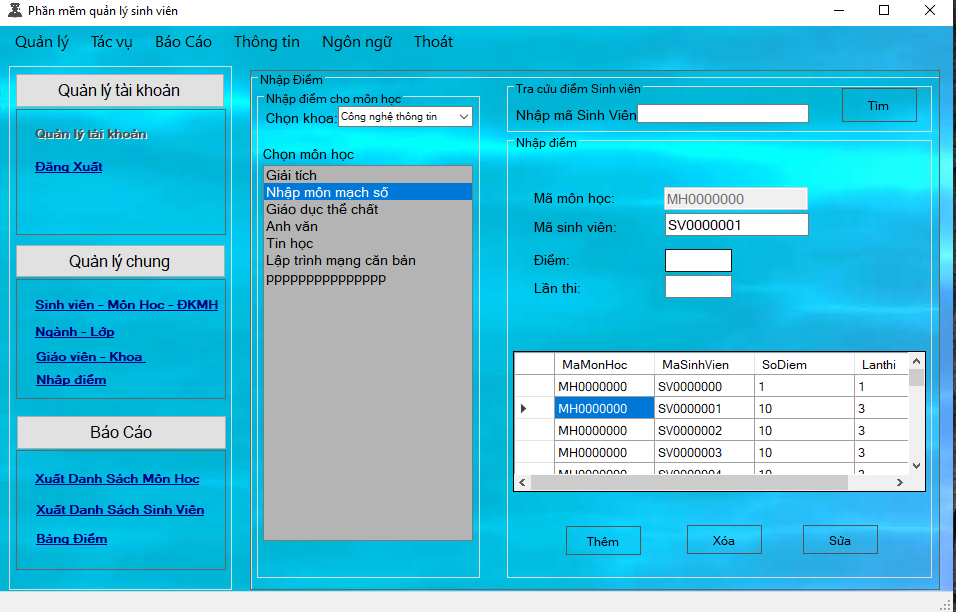 Phần mềm quản lý sinh viên
Quản lý Tác vụ Báo Cáo Thông tin Ngôn ngữ Thoát
Quản lý tài khoản
Quản lý tài khoản
Đăng Xuất
Quản lý chung
Sinh viên - Môn Học - ĐKMH
Ngành - Lớp
Giáo viên - Khoa
Nhập điểm
Báo Cáo
Xuất Danh Sách Môn Học
Xuất Danh Sách Sinh Viên
Bảng Điểm
Nhập Điểm
Nhập điểm cho môn học
Chọn khoa: Công nghệ thông tin
Chọn môn học
Giải tích
Nhập môn mạch số
Giáo dục thể chất
Anh văn
Tin học
Lập trình mạng căn bản
ppppppppppppppp
Tra cứu điểm Sinh viên
Nhập mã Sinh Viên
Tìm
Nhập điểm
Mã môn học: MH0000000
Mã sinh viên: SV0000001
Điểm:
Lần thi:
MaMonHoc MaSinhVien SoDiem Lanthi
MH0000000 SV0000000 1 1
MH0000000 SV0000001 10 3
MH0000000 SV0000002 10 3
MH0000000 SV0000003 10 3
MH0000000 SV0000004 10 3
Thêm Xóa Sửa